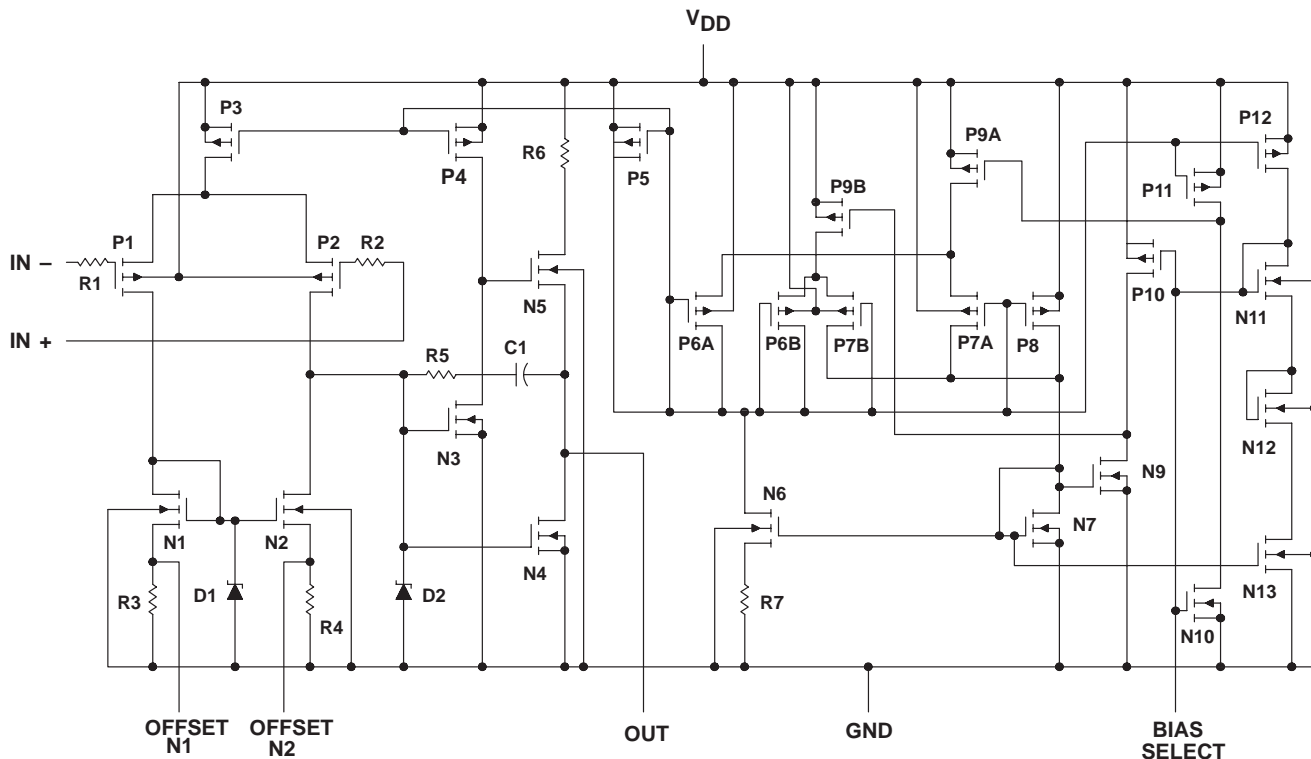 VDD
P3
P4
R6
P5
P9B
P9A
P11
P12
IN –
R1
P1
P2
R2
N5
P10
N11
IN +
P6A
P6B
P7B
P7A
P8
R5
C1
N3
N12
N9
N1
N2
N4
N6
N7
N13
R3
D1
R4
D2
R7
N10
OFFSET
N1
OFFSET
N2
OUT
GND
BIAS
SELECT